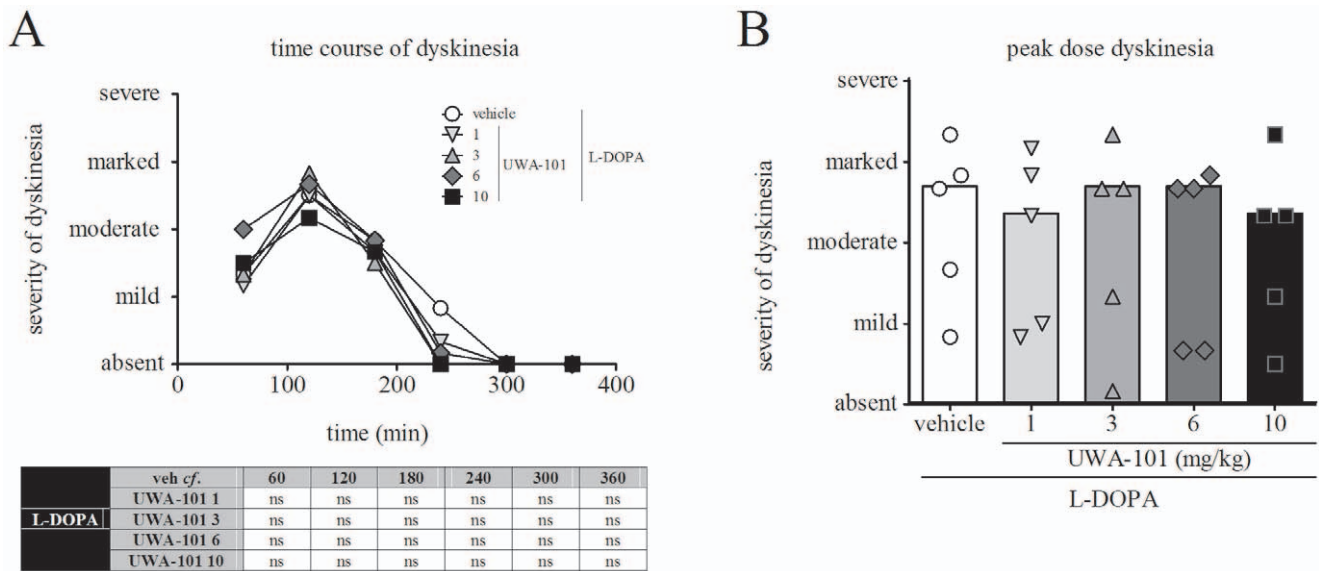 A
time course of dyskinesia
severity of dyskinesia
severe
marked
moderate
mild
absent
0 100 200 300 400
time (min)
vehicle
1
3
6
10
UWA-101
L-DOPA
veh cf. 60 120 180 240 300 360
L-DOPA
UWA-101 1 ns ns ns ns ns ns
UWA-101 3 ns ns ns ns ns ns
UWA-101 6 ns ns ns ns ns ns
UWA-101 10 ns ns ns ns ns ns
B
peak dose dyskinesia
severity of dyskinesia
severe
marked
moderate
mild
absent
vehicle 1 3 6 10
UWA-101 (mg/kg)
L-DOPA